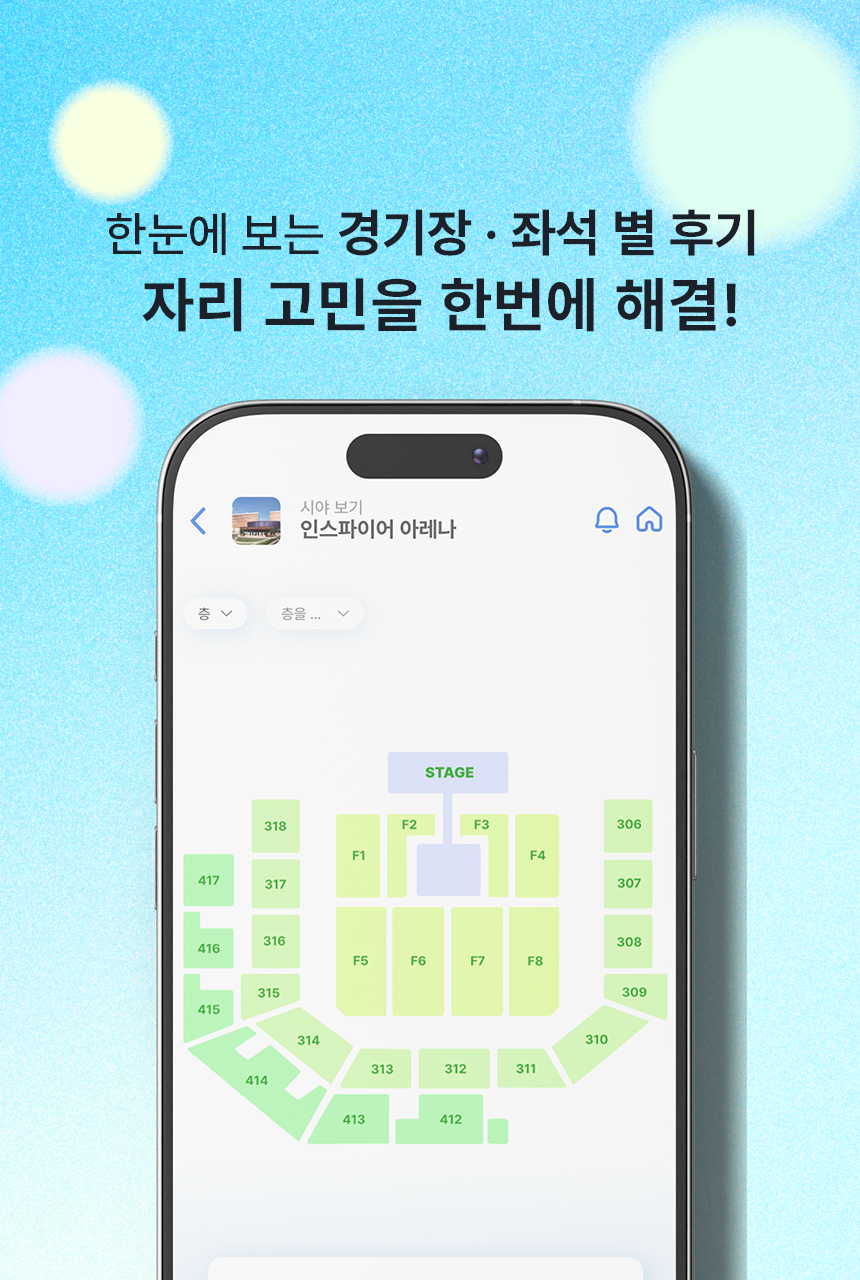 한눈에 보는 경기장 · 좌석 별 후기
자리 고민을 한번에 해결!
시야 보기
인스파이어 아레나
층 층을 ...
STAGE
318 F1 F2 F3 F4 306
417 317 307
416 316 F5 F6 F7 F8 308
415 315 309
314 310
414 313 312 311
413 412